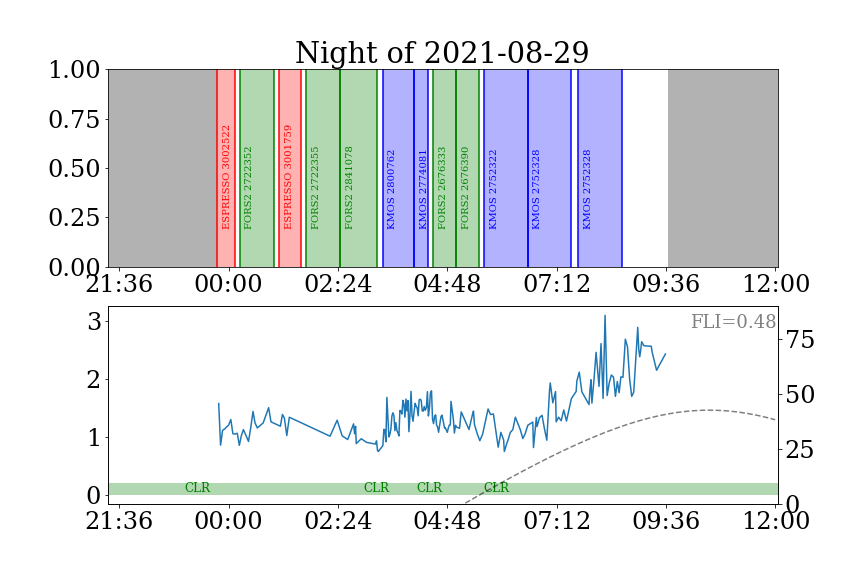 Night of 2021-08-29
1.00
0.75
0.50
0.25
0.00
ESPRESSO 3002522
FORS2 2722352
ESPRESSO 3001759
FORS2 2722355
FORS2 2841078
KMOS 2800762
KMOS 2774081
FORS2 2676333
FORS2 2676390
KMOS 2752322
KMOS 2752328
KMOS 2752328
21:36 00:00 02:24 04:48 07:12 09:36 12:00
FLI=0.48
3
2
1
0
75
50
25
0
CLR CLR CLR CLR
21:36 00:00 02:24 04:48 07:12 09:36 12:00